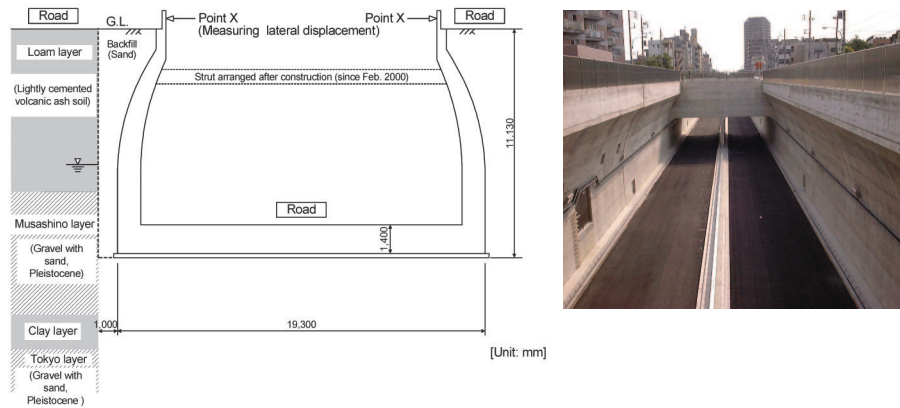 Road
G.L.
Point X
Point X
Road
(Measuring lateral displacement)
Backfill
(Sand)
Loam layer
Strut arranged after construction (since Feb. 2000)
(Lightly cemented
volcanic ash soil)
11.130
Road
Musashino layer
1,400
(Gravel with
sand,
Pleistocene)
Clay layer
1,000
19,300
[Unit: mm]
Tokyo layer
(Gravel with
sand,
Pleistocene )